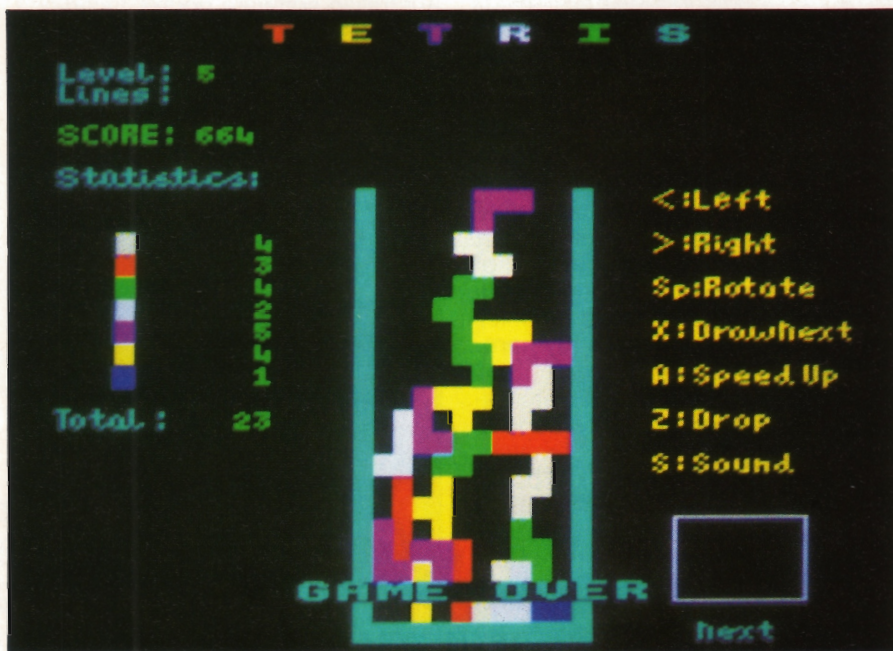 TETRIS
Level: 5
Lines:
SCORE: 664
Statistics:
4
3
4
2
5
4
1
Total: 23
<:Left
>:Right
Sp:Rotate
X:Drawnext
A:Speed Up
Z:Drop
S:Sound
GAME OVER
next